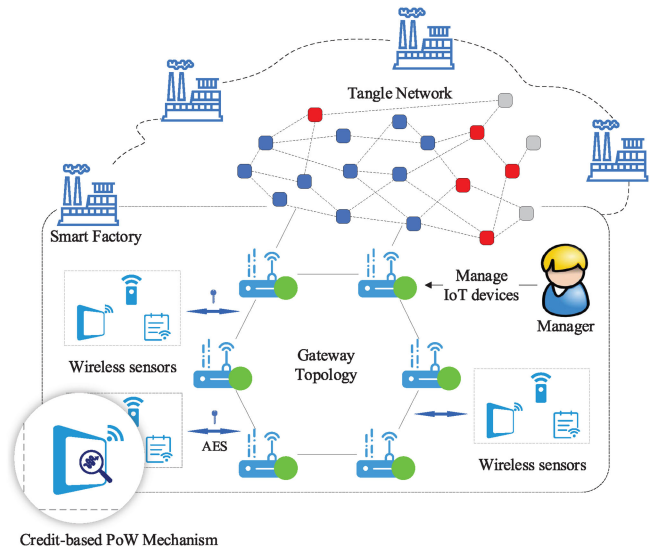 Tangle Network
Smart Factory
Manage
IoT devices
Manager
Wireless sensors
Gateway
Topology
AES
Wireless sensors
Credit-based PoW Mechanism